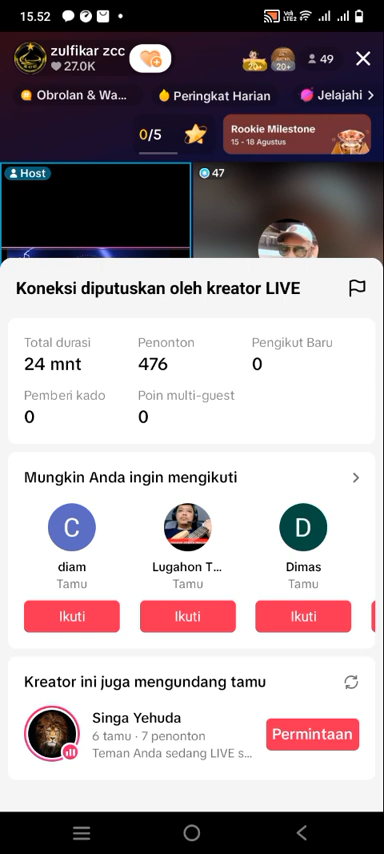 15.52
Vo) LTE2
zulfikar zcc
27.0K
20+
20+
49
Obrolan & Wa...
Peringkat Harian
Jelajahi
0/5
Rookie Milestone
15 - 18 Agustus
Host
47
Koneksi diputuskan oleh kreator LIVE
Total durasi
Penonton
Pengikut Baru
24 mnt
476
0
Pemberi kado
Poin multi-guest
0
0
Mungkin Anda ingin mengikuti
C
D
diam
Lugahon T...
Dimas
Tamu
Tamu
Tamu
Ikuti
Ikuti
Ikuti
Kreator ini juga mengundang tamu
Singa Yehuda
6 tamu · 7 penonton
Teman Anda sedang LIVE s...
Permintaan